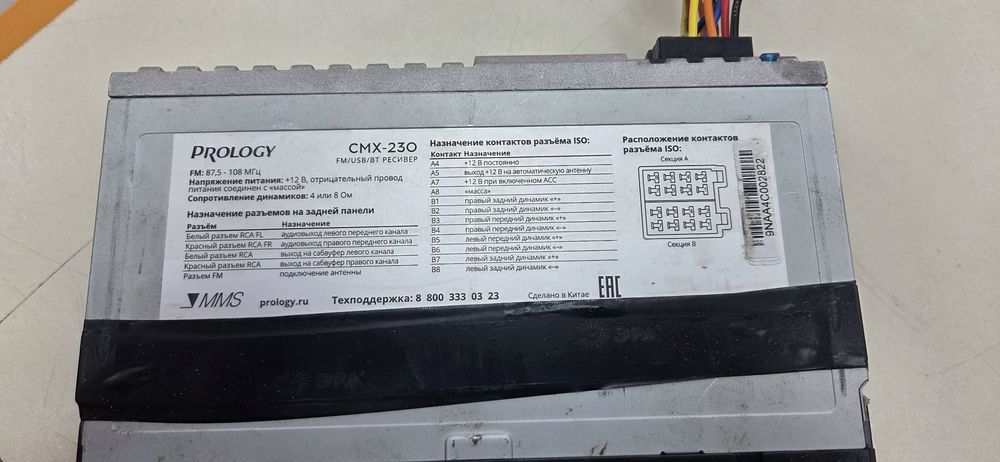 PROLOGY
CMX-230
FM/USB/BT РЕСИВЕР
FM: 87,5 - 108 МГц
Напряжение питания: +12 В, отрицательный провод
питания соединен с «массой»
Сопротивление динамиков: 4 или 8 Ом
Назначение разъемов на задней панели
Разъём Назначение
Белый разъем RCA FL аудиовыход левого переднего канала
Красный разъем RCA FR аудиовыход правого переднего канала
Белый разъем RCA выход на сабвуфер левого канала
Красный разъем RCA выход на сабвуфер правого канала
Разъем FM подключение антенны
Назначение контактов разъёма ISO:
Контакт Назначение
A4 +12 В постоянно
A5 выход +12 В на автоматическую антенну
A7 +12 В при включенном ACC
A8 «масса»
B1 правый задний динамик «+»
B2 правый задний динамик «–»
B3 правый передний динамик «+»
B4 правый передний динамик «–»
B5 левый передний динамик «+»
B6 левый передний динамик «–»
B7 левый задний динамик «+»
B8 левый задний динамик «–»
Расположение контактов
разъёма ISO:
Секция A
Секция B
9NAA4C002822
MMS
prology.ru
Техподдержка: 8 800 333 03 23
Сделано в Китае
EAC